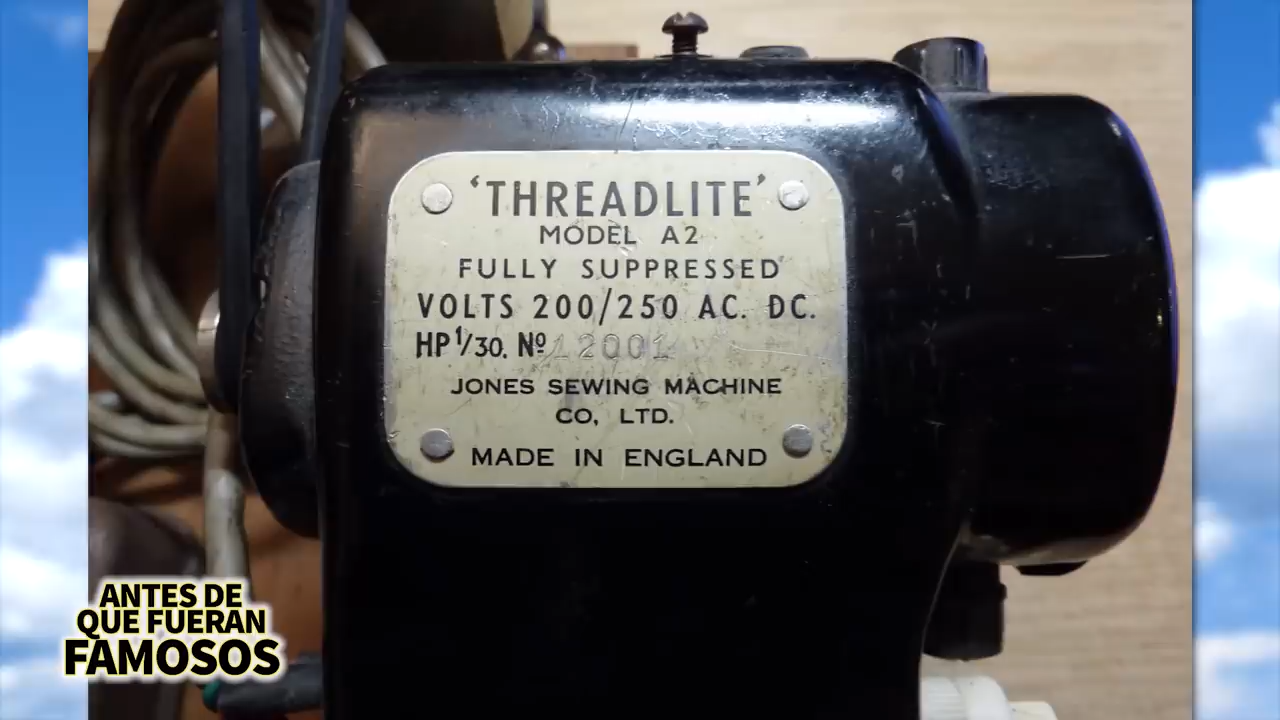 'THREADLITE'
MODEL A2
FULLY SUPPRESSED
VOLTS 200/250 AC. DC.
HP 1/30. Nº 12001
JONES SEWING MACHINE
CO, LTD.
MADE IN ENGLAND
ANTES DE
QUE FUERAN
FAMOSOS